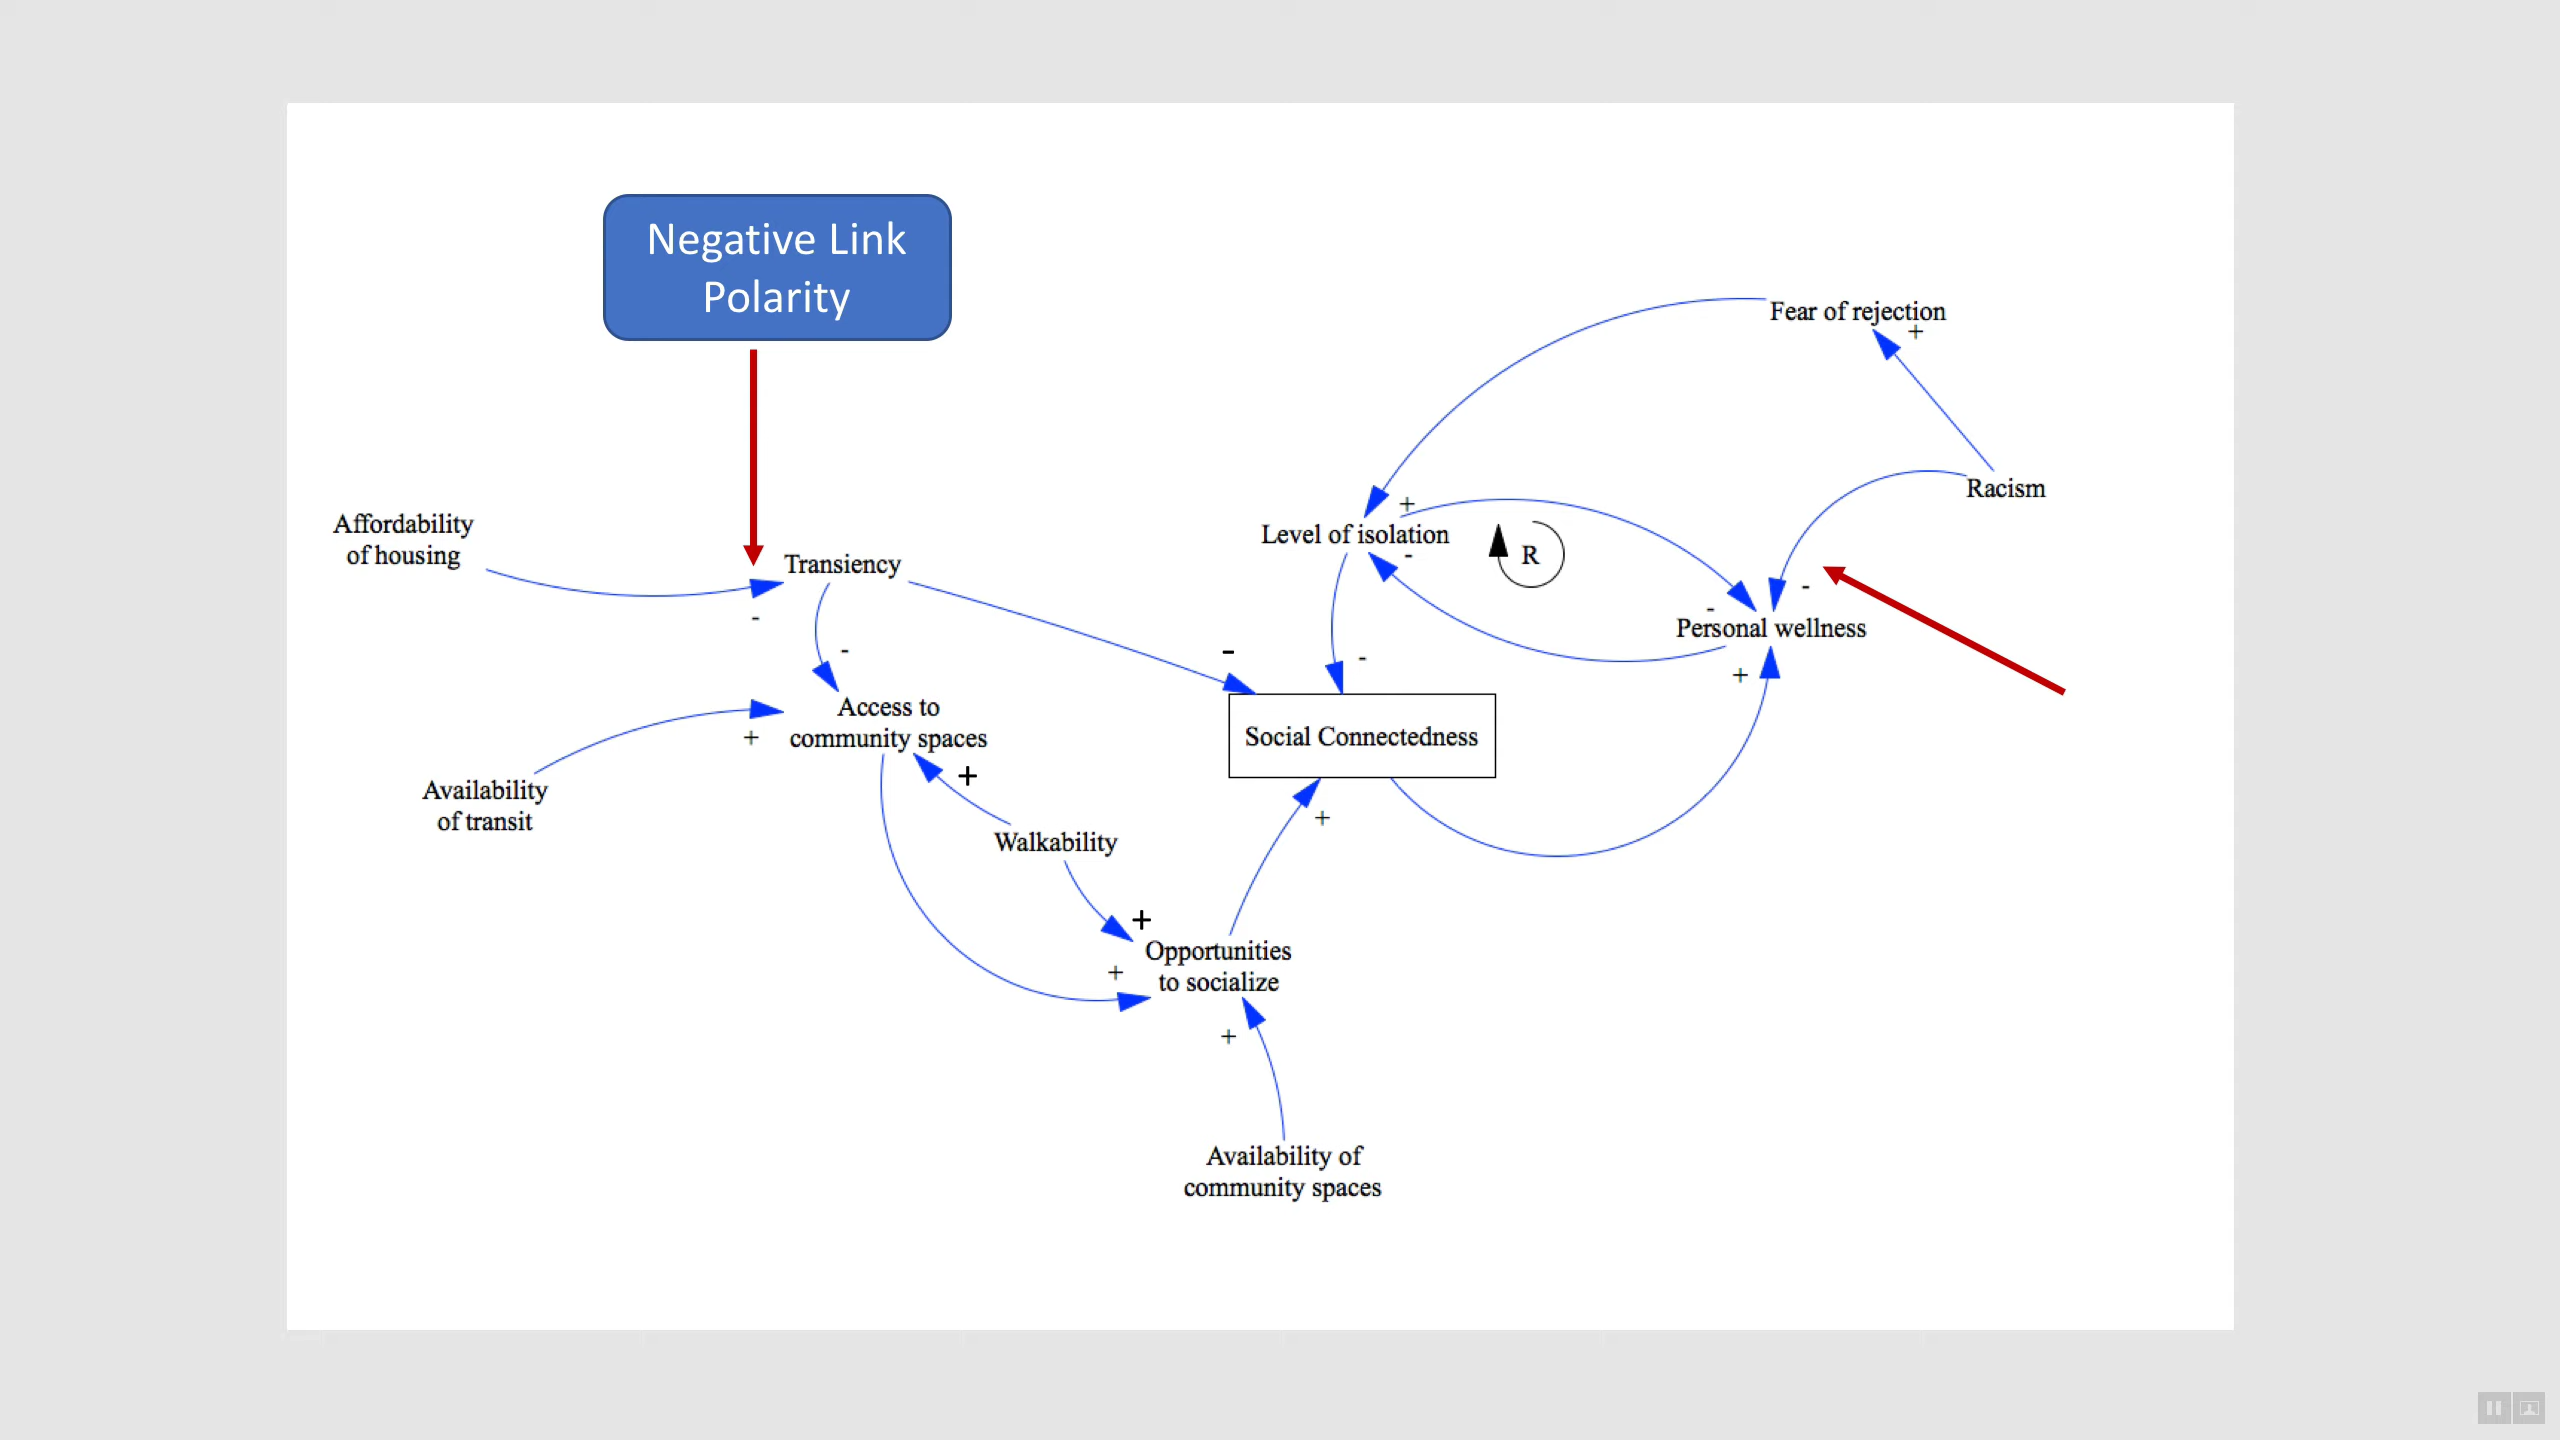 Negative Link
Polarity
Fear of rejection
+
Racism
Affordability
of housing
+
Level of isolation
-
R
Transiency
-
-
-
Personal wellness
-
-
-
+
Access to
community spaces
+
Social Connectedness
+
Availability
of transit
+
Walkability
+
Opportunities
to socialize
+
+
Availability of
community spaces